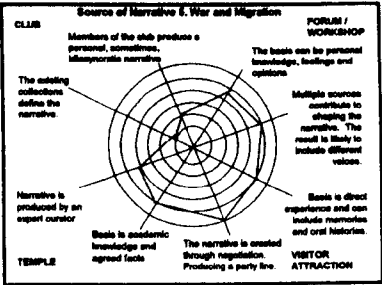 Source of Narrative 5. War and Migration
CLUB
FORUM /
WORKSHOP
Members of the club produce a
personal, sometimes,
idiosyncratic narrative
The basis can be personal
knowledge, feelings and
opinions
The existing
collections
define the
narrative.
Multiple sources
contribute to
shaping the
narrative. The
result is likely to
include different
voices.
Narrative is
produced by an
expert curator
Basis is direct
experience and can
include memories
and oral histories.
Basis is academic
knowledge and
agreed facts
The narrative is created
through negotiation.
Producing a party line.
TEMPLE
VISITOR
ATTRACTION